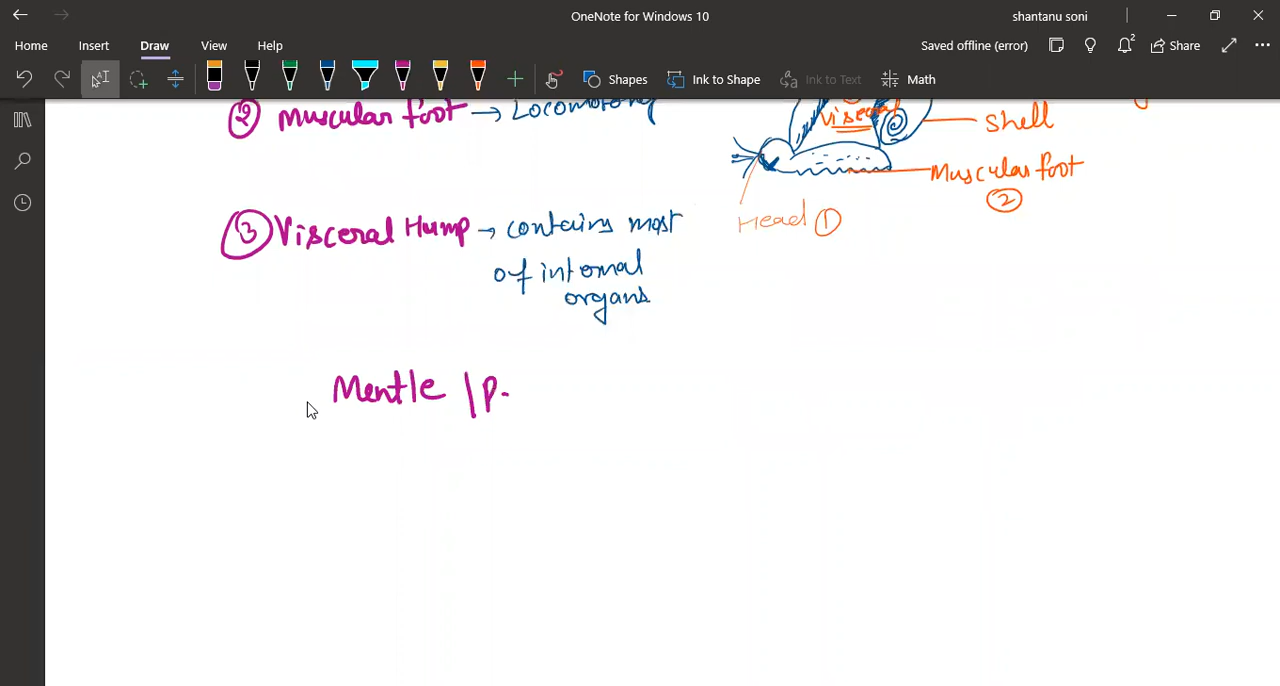 OneNote for Windows 10
shantanu soni
Home Insert Draw View Help
Saved offline (error)
Share
Shapes
Ink to Shape
Ink to Text
Math
② Muscular foot →
③ Visceral Hump → contains most
of internal
organs
Shell
Muscular foot
②
Head ①
Mentle / P.